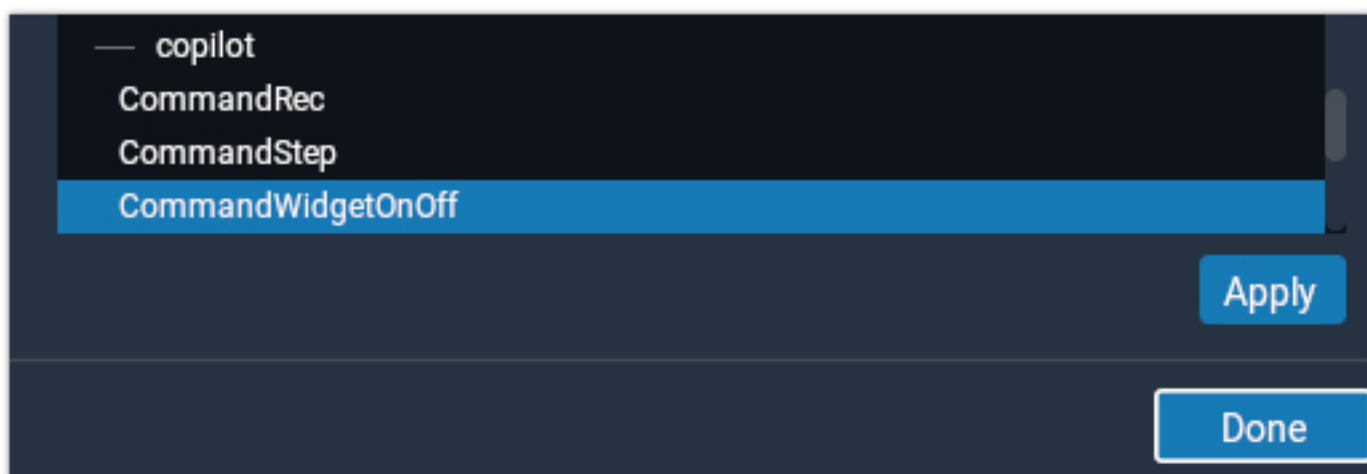 copilot
CommandRec
CommandStep
CommandWidgetOnOff
Apply
Done